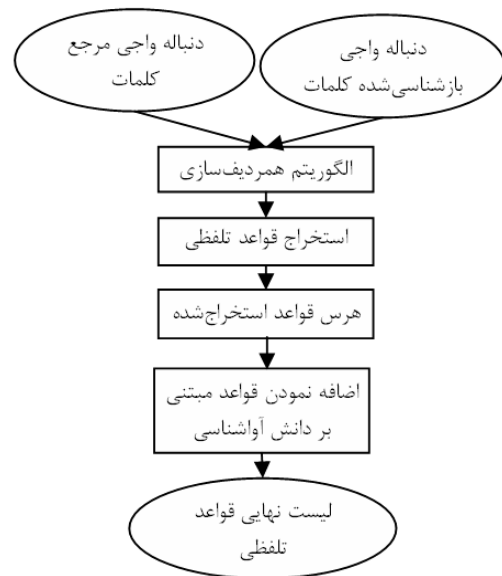 دنباله واجی
بازشناسی‌شده کلمات
دنباله واجی مرجع
کلمات
الگوریتم همردیف‌سازی
استخراج قواعد تلفظی
هرس قواعد استخراج‌شده
اضافه نمودن قواعد مبتنی
بر دانش آواشناسی
لیست نهایی قواعد
تلفظی